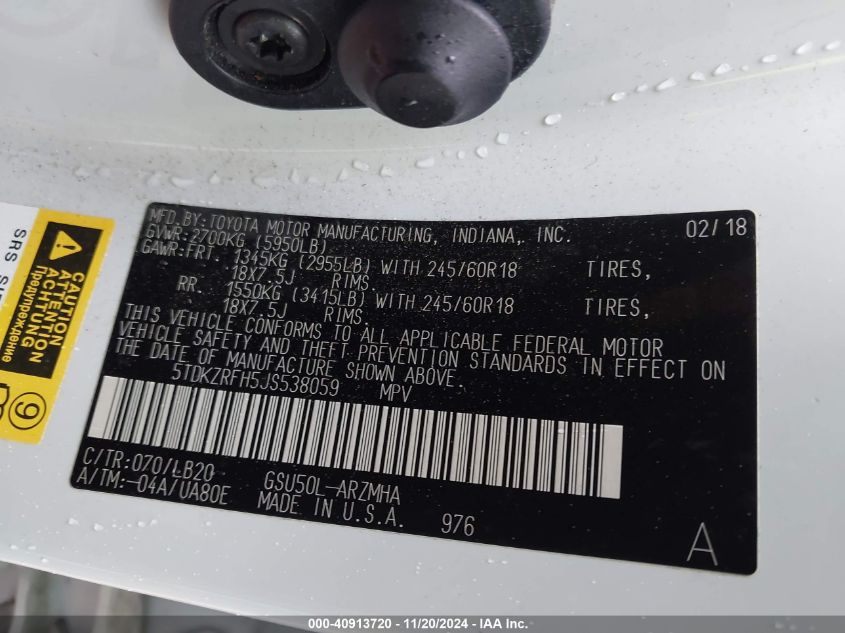 MFD.BY:TOYOTA MOTOR MANUFACTURING, INDIANA, INC. 02/18
GVWR:2700KG (5950LB)
GAWR:FRT. 1345KG (2955LB) WITH 245/60R18 TIRES,
18X7.5J RIMS.
RR. 1550KG (3415LB) WITH 245/60R18 TIRES,
18X7.5J RIMS.
THIS VEHICLE CONFORMS TO ALL APPLICABLE FEDERAL MOTOR
VEHICLE SAFETY AND THEFT PREVENTION STANDARDS IN EFFECT ON
THE DATE OF MANUFACTURE SHOWN ABOVE.
5TDKZRFH5JS538059 MPV
C/TR:070/LB20 GSU50L-ARZMHA
A/TM:-04A/UA80E MADE IN U.S.A. 976
A
SRS
CAUTION
ATTENTION
ACHTUNG
Предупреждение
9
000-40913720 - 11/20/2024 - IAA Inc.